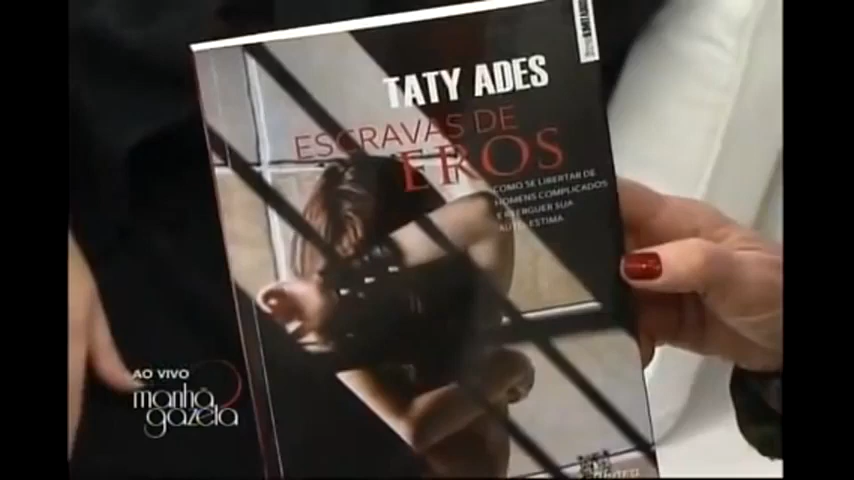 TATY ADES
ESCRAVAS DE
EROS
COMO SE LIBERTAR DE
HOMENS COMPLICADOS
E REERGUER SUA
AUTO-ESTIMA
AO VIVO
manhã
gazeta